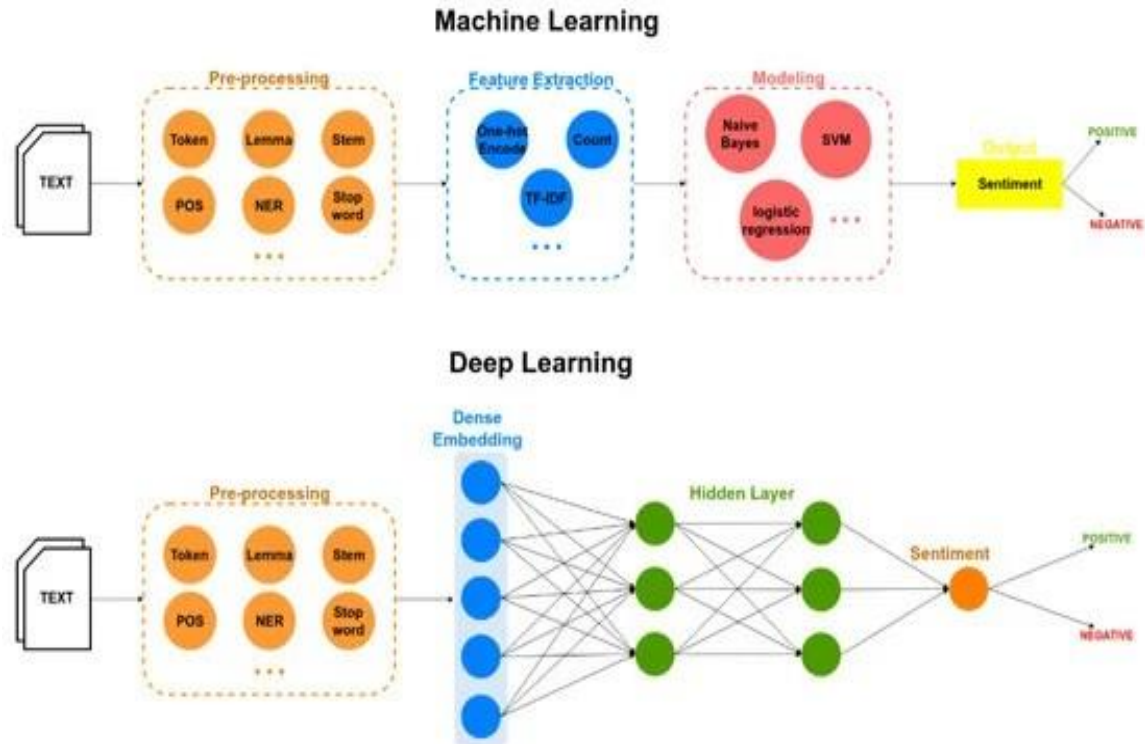 Machine Learning
Pre-processing
Feature Extraction
Modeling
TEXT
Token
Lemma
Stem
POS
NER
Stop
word
One-hot
Encode
Count
TF-IDF
Naive
Bayes
SVM
logistic
regression
Output
Sentiment
POSITIVE
NEGATIVE
Deep Learning
Dense
Embedding
Pre-processing
Hidden Layer
TEXT
Token
Lemma
Stem
POS
NER
Stop
word
Sentiment
POSITIVE
NEGATIVE